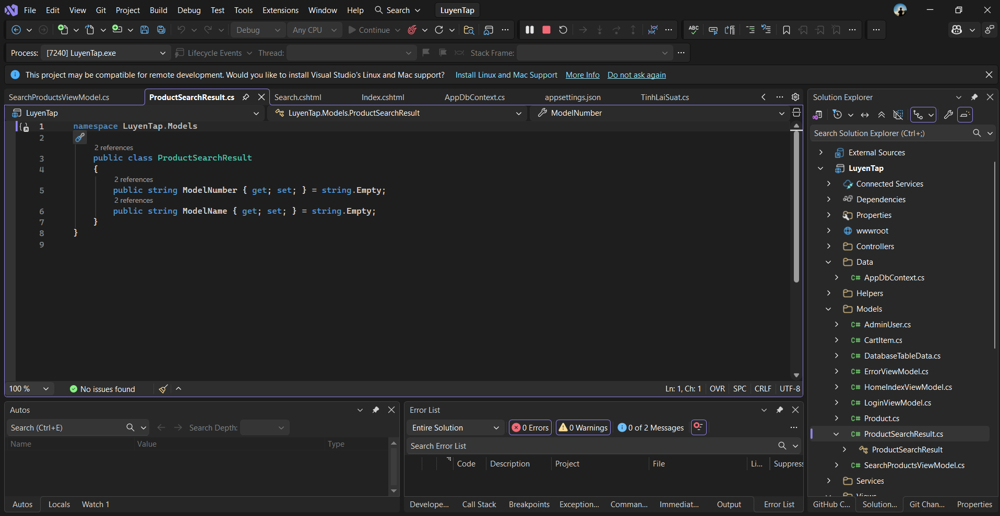 File Edit View Git Project Build Debug Test Tools Extensions Window Help Search LuyenTap
Debug Any CPU Continue
Process: [7240] LuyenTap.exe Lifecycle Events Thread: Stack Frame:
This project may be compatible for remote development. Would you like to install Visual Studio's Linux and Mac support? Install Linux and Mac Support More Info Do not ask again
SearchProductsViewModel.cs ProductSearchResult.cs Search.cshtml Index.cshtml AppDbContext.cs appsettings.json TinhLaiSuat.cs
LuyenTap LuyenTap.Models.ProductSearchResult ModelNumber
1 namespace LuyenTap.Models
2 {
2 references
3 public class ProductSearchResult
4 {
2 references
5 public string ModelNumber { get; set; } = string.Empty;
2 references
6 public string ModelName { get; set; } = string.Empty;
7 }
8 }
9
100 % No issues found Ln: 1, Ch: 1 OVR SPC CRLF UTF-8
Autos
Search (Ctrl+E) Search Depth:
Name Value Type
Autos Locals Watch 1
Error List
Entire Solution 0 Errors 0 Warnings 0 of 2 Messages
Search Error List
Code Description Project File Li... Suppress
Develope... Call Stack Breakpoints Exception... Comman... Immediat... Output Error List
Solution Explorer
Search Solution Explorer (Ctrl+;)
External Sources
LuyenTap
Connected Services
Dependencies
Properties
wwwroot
Controllers
Data
C# AppDbContext.cs
Helpers
Models
C# AdminUser.cs
C# CartItem.cs
C# DatabaseTableData.cs
C# ErrorViewModel.cs
C# HomeIndexViewModel.cs
C# LoginViewModel.cs
C# Product.cs
C# ProductSearchResult.cs
ProductSearchResult
C# SearchProductsViewModel.cs
Services
Views
GitHub C... Solution... Git Chan... Properties